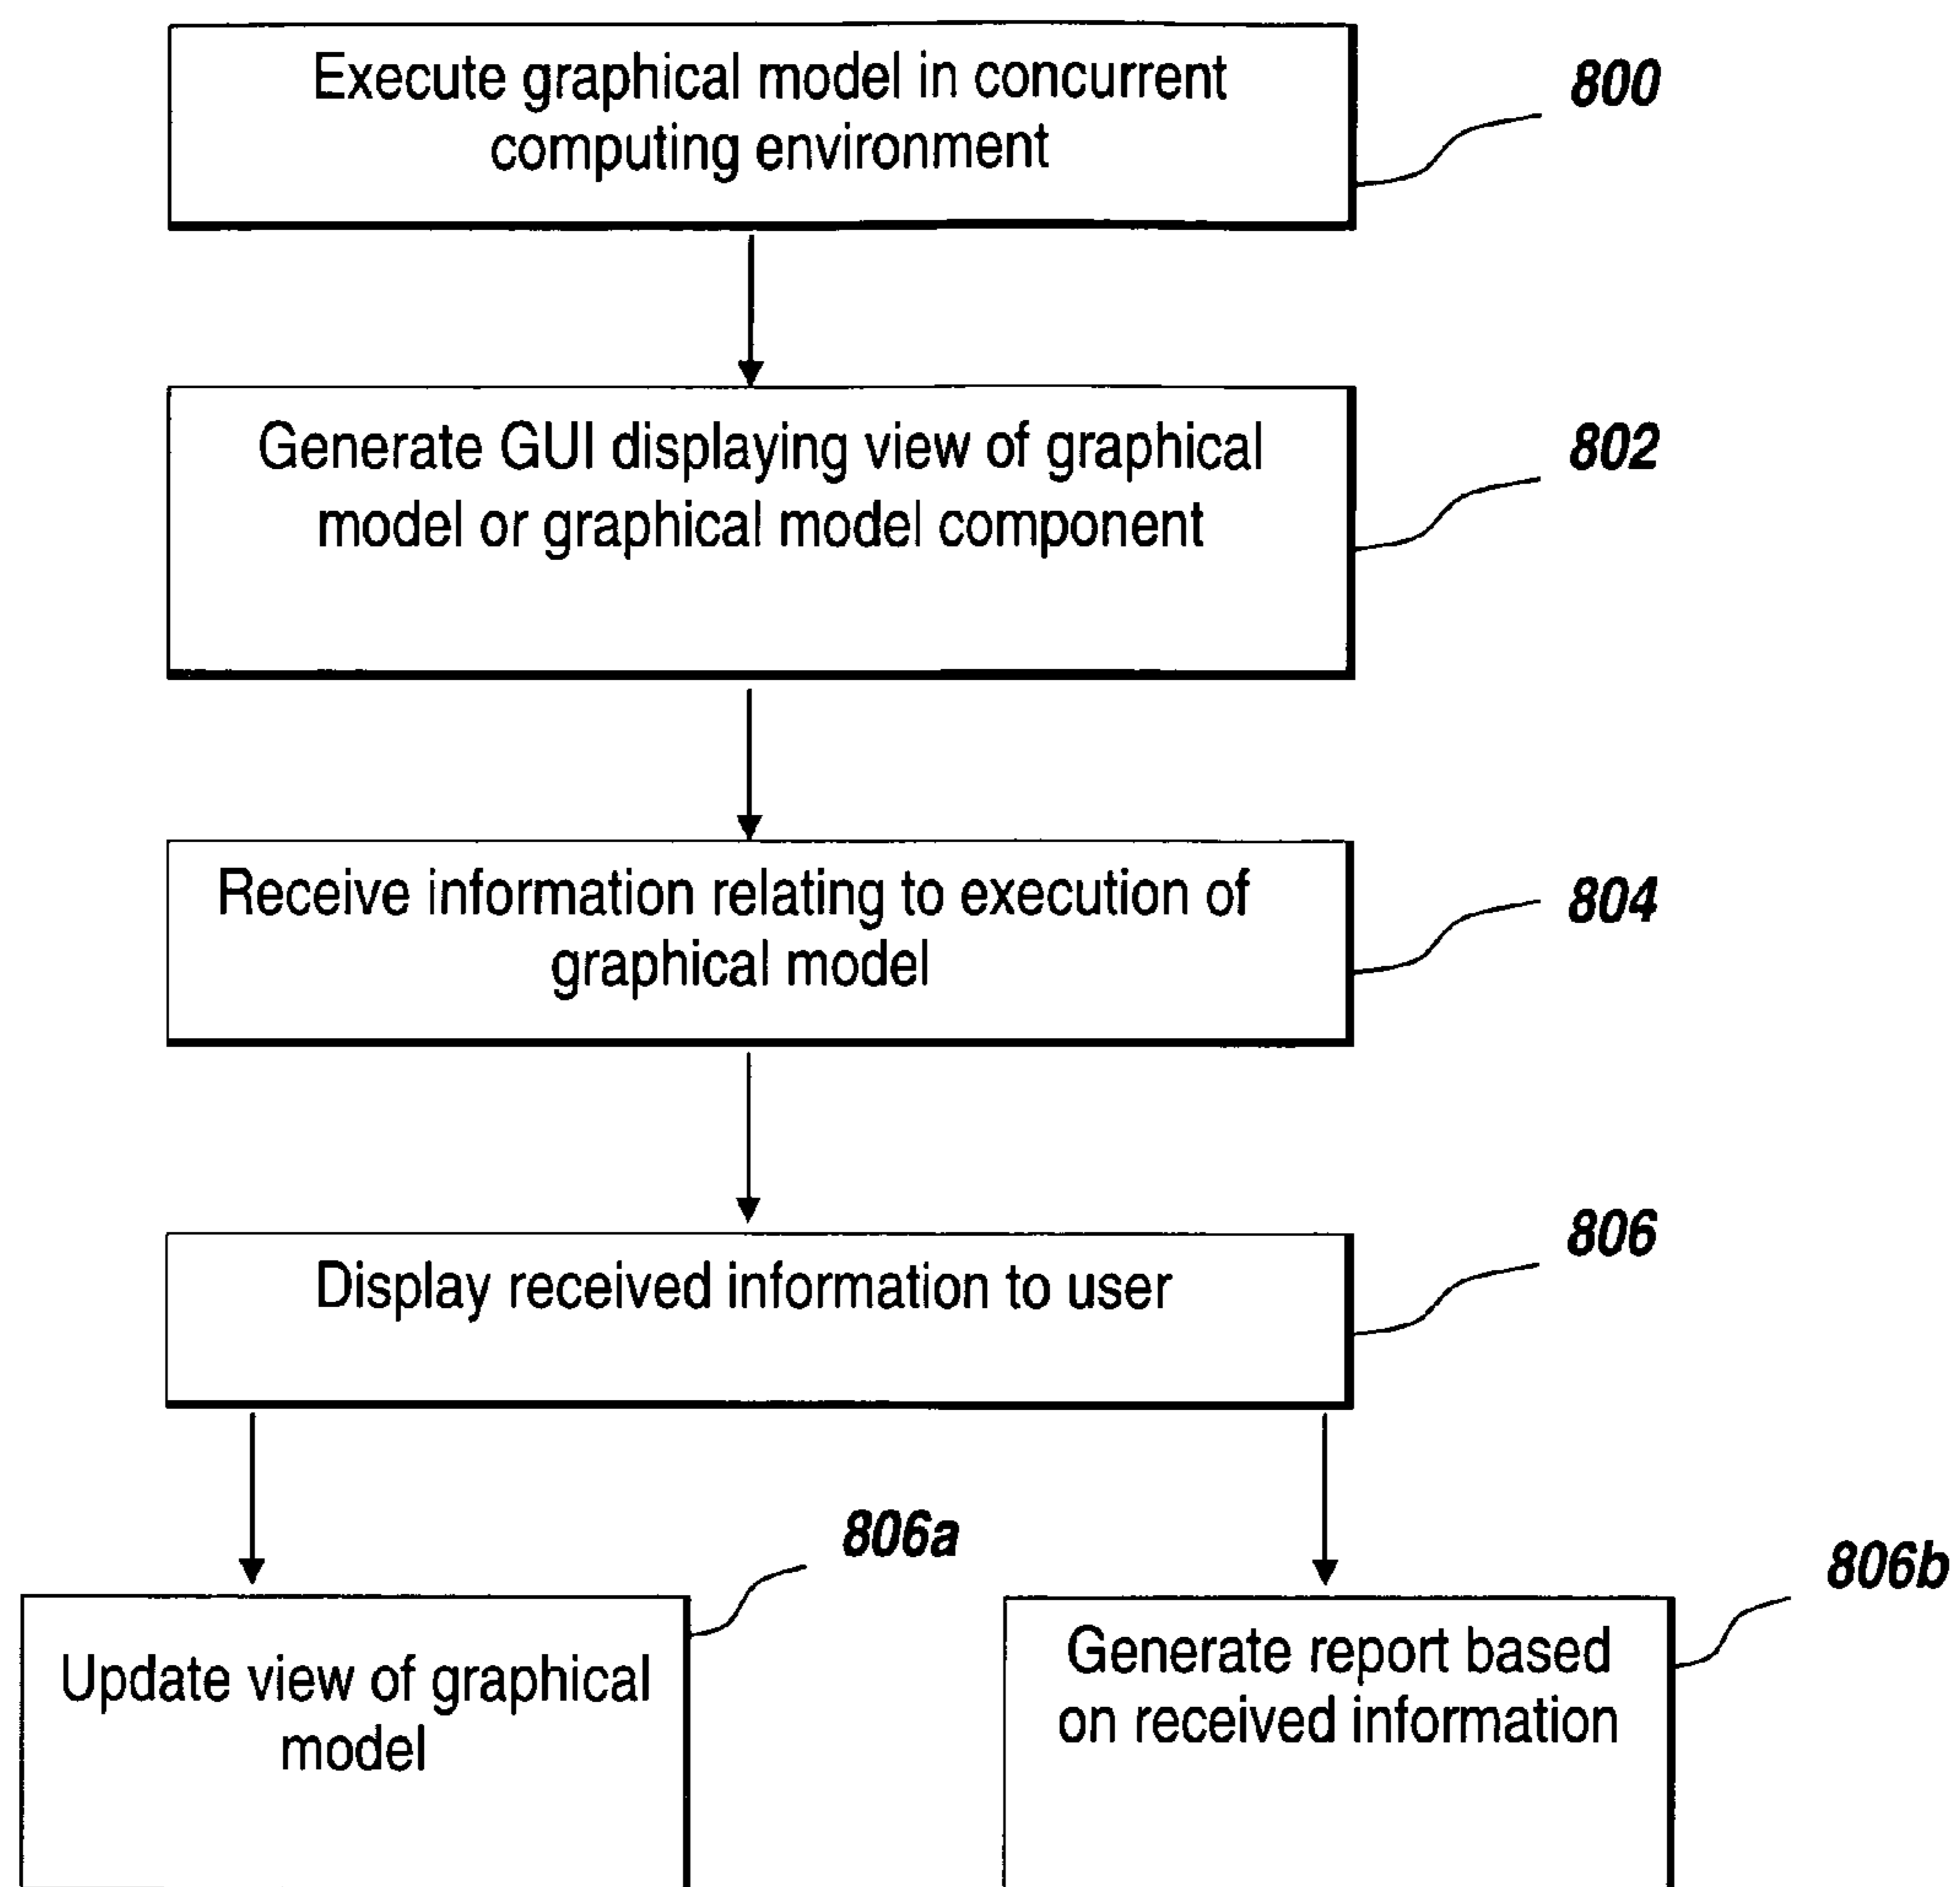 Execute graphical model in concurrent
computing environment
800
Generate GUI displaying view of graphical
model or graphical model component
802
Receive information relating to execution of
graphical model
804
Display received information to user
806
Update view of graphical
model
806a
Generate report based
on received information
806b